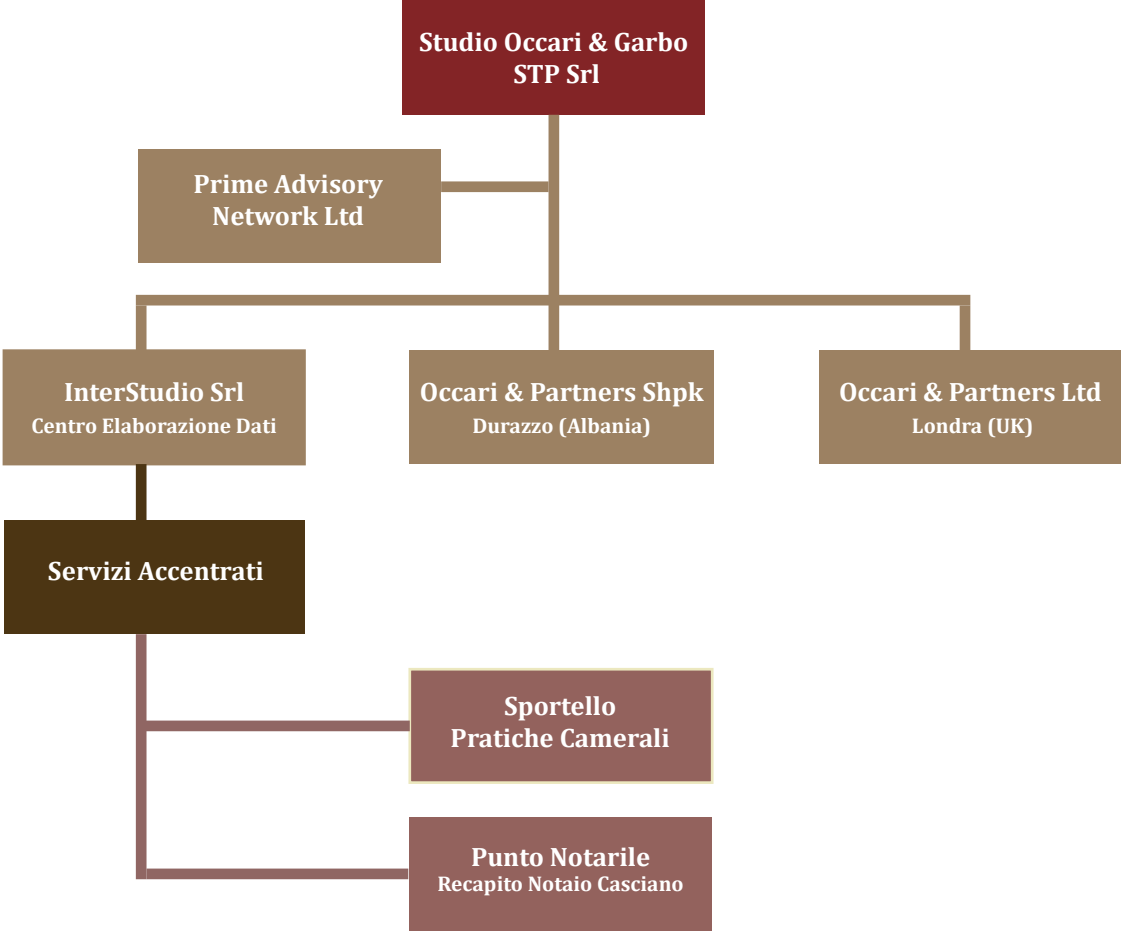 Studio Occari & Garbo
STP Srl
Prime Advisory
Network Ltd
InterStudio Srl
Centro Elaborazione Dati
Occari & Partners Shpk
Durazzo (Albania)
Occari & Partners Ltd
Londra (UK)
Servizi Accentrati
Sportello
Pratiche Camerali
Punto Notarile
Recapito Notaio Casciano